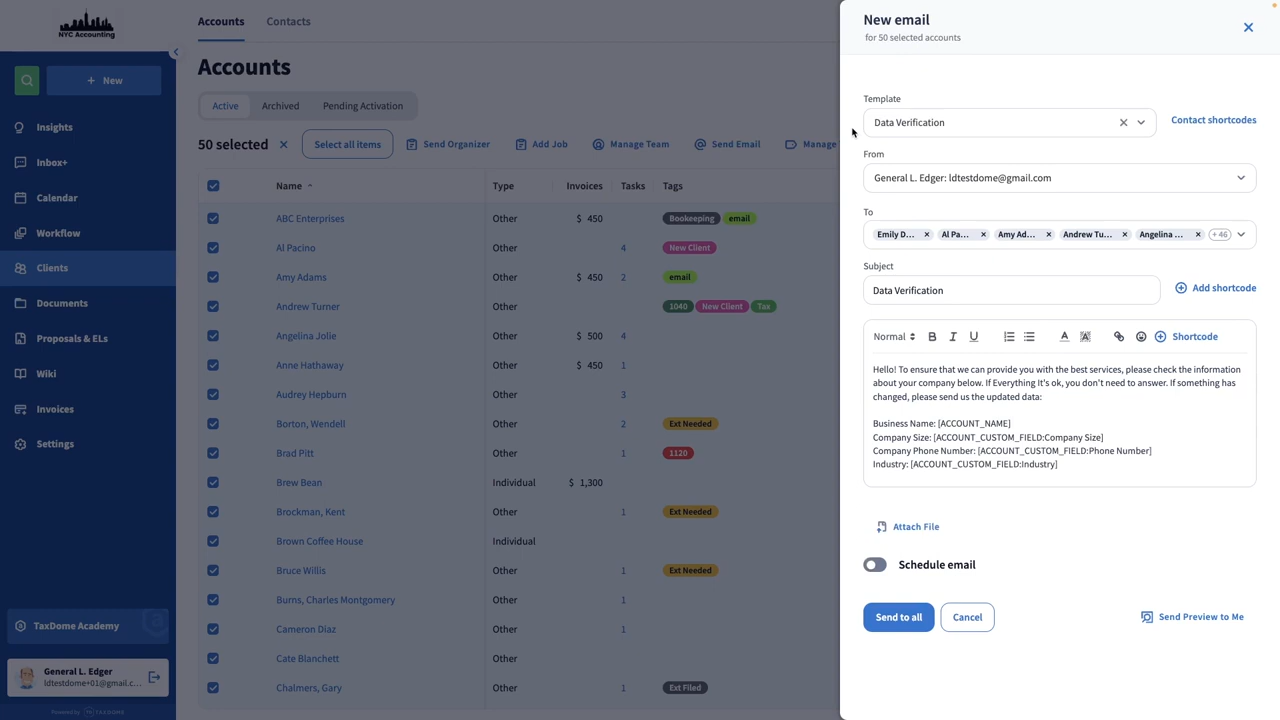 NYC Accounting
+ New
Insights
Inbox+
Calendar
Workflow
Clients
Documents
Proposals & ELs
Wiki
Invoices
Settings
TaxDome Academy
General L. Edger
ldtestdome+01@gmail.c...
Powered by TAXDOME
Accounts Contacts
Accounts
Active Archived Pending Activation
50 selected Select all items Send Organizer Add Job Manage Team Send Email Manage
Name Type Invoices Tasks Tags
ABC Enterprises Other $ 450 Bookeeping email
Al Pacino Other 4 New Client
Amy Adams Other $ 450 2 email
Andrew Turner Other 1040 New Client Tax
Angelina Jolie Other $ 500 4
Anne Hathaway Other $ 450 1
Audrey Hepburn Other 3
Borton, Wendell Other 2 Ext Needed
Brad Pitt Other 1 1120
Brew Bean Individual $ 1,300
Brockman, Kent Other 1 Ext Needed
Brown Coffee House Individual
Bruce Willis Other 1 Ext Needed
Burns, Charles Montgomery Other 1
Cameron Diaz Other 1
Cate Blanchett Other
Chalmers, Gary Other 1 Ext Filed
New email
for 50 selected accounts
Template
Data Verification Contact shortcodes
From
General L. Edger: ldtestdome@gmail.com
To
Emily D... Al Pa... Amy Ad... Andrew Tu... Angelina ... + 46
Subject
Data Verification Add shortcode
Normal B I U A A Shortcode
Hello! To ensure that we can provide you with the best services, please check the information
about your company below. If Everything It's ok, you don't need to answer. If something has
changed, please send us the updated data:
Business Name: [ACCOUNT_NAME]
Company Size: [ACCOUNT_CUSTOM_FIELD:Company Size]
Company Phone Number: [ACCOUNT_CUSTOM_FIELD:Phone Number]
Industry: [ACCOUNT_CUSTOM_FIELD:Industry]
Attach File
Schedule email
Send to all Cancel Send Preview to Me